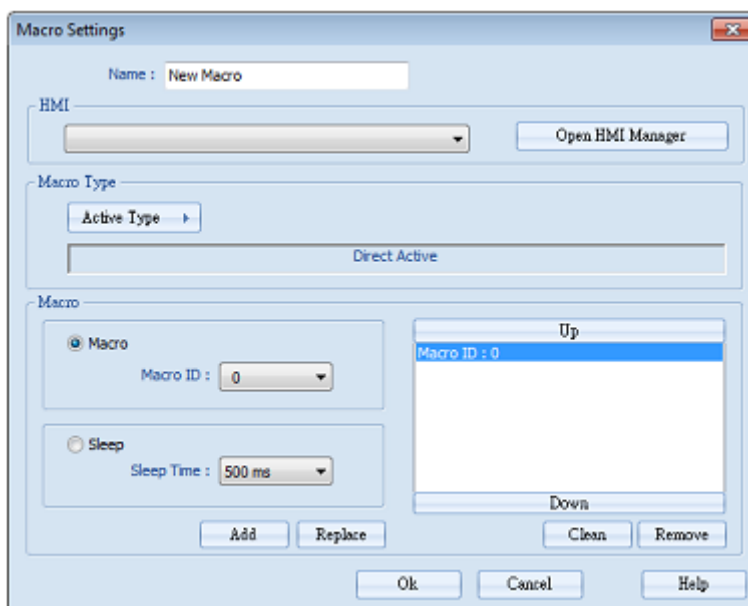 Macro Settings
Name : New Macro
HMI
Open HMI Manager
Macro Type
Active Type
Direct Active
Macro
Macro
Macro ID : 0
Sleep
Sleep Time : 500 ms
Up
Macro ID : 0
Down
Add Replace Clean Remove
Ok Cancel Help